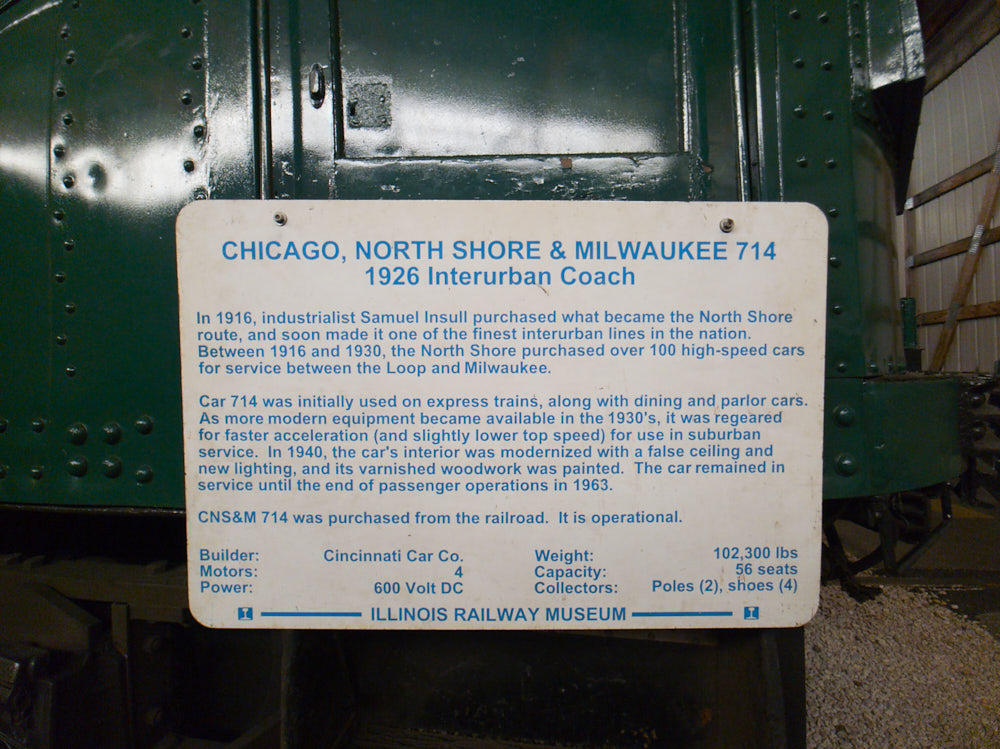 CHICAGO, NORTH SHORE & MILWAUKEE 714
1926 Interurban Coach
In 1916, industrialist Samuel Insull purchased what became the North Shore
route, and soon made it one of the finest interurban lines in the nation.
Between 1916 and 1930, the North Shore purchased over 100 high-speed cars
for service between the Loop and Milwaukee.
Car 714 was initially used on express trains, along with dining and parlor cars.
As more modern equipment became available in the 1930's, it was regeared
for faster acceleration (and slightly lower top speed) for use in suburban
service. In 1940, the car's interior was modernized with a false ceiling and
new lighting, and its varnished woodwork was painted. The car remained in
service until the end of passenger operations in 1963.
CNS&M 714 was purchased from the railroad. It is operational.
Builder: Cincinnati Car Co. Weight: 102,300 lbs
Motors: 4 Capacity: 56 seats
Power: 600 Volt DC Collectors: Poles (2), shoes (4)
ILLINOIS RAILWAY MUSEUM